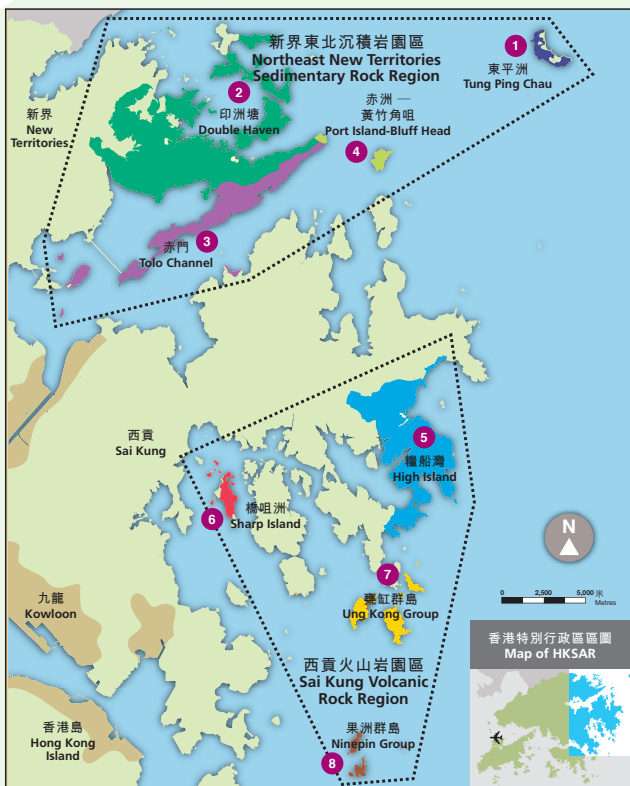 新界東北沉積岩園區
Northeast New Territories
Sedimentary Rock Region
1
東平洲
Tung Ping Chau
2
印洲塘
Double Haven
赤洲 —
黃竹角咀
Port Island-Bluff Head
4
新界
New
Territories
赤門
3
Tolo Channel
西貢
Sai Kung
5
糧船灣
High Island
橋咀洲
6
Sharp Island
N
7
甕缸群島
Ung Kong Group
0 2,500 5,000 米
Metres
九龍
Kowloon
西貢火山岩園區
Sai Kung Volcanic
Rock Region
香港特別行政區區圖
Map of HKSAR
香港島
Hong Kong
Island
果洲群島
Ninepin Group
8